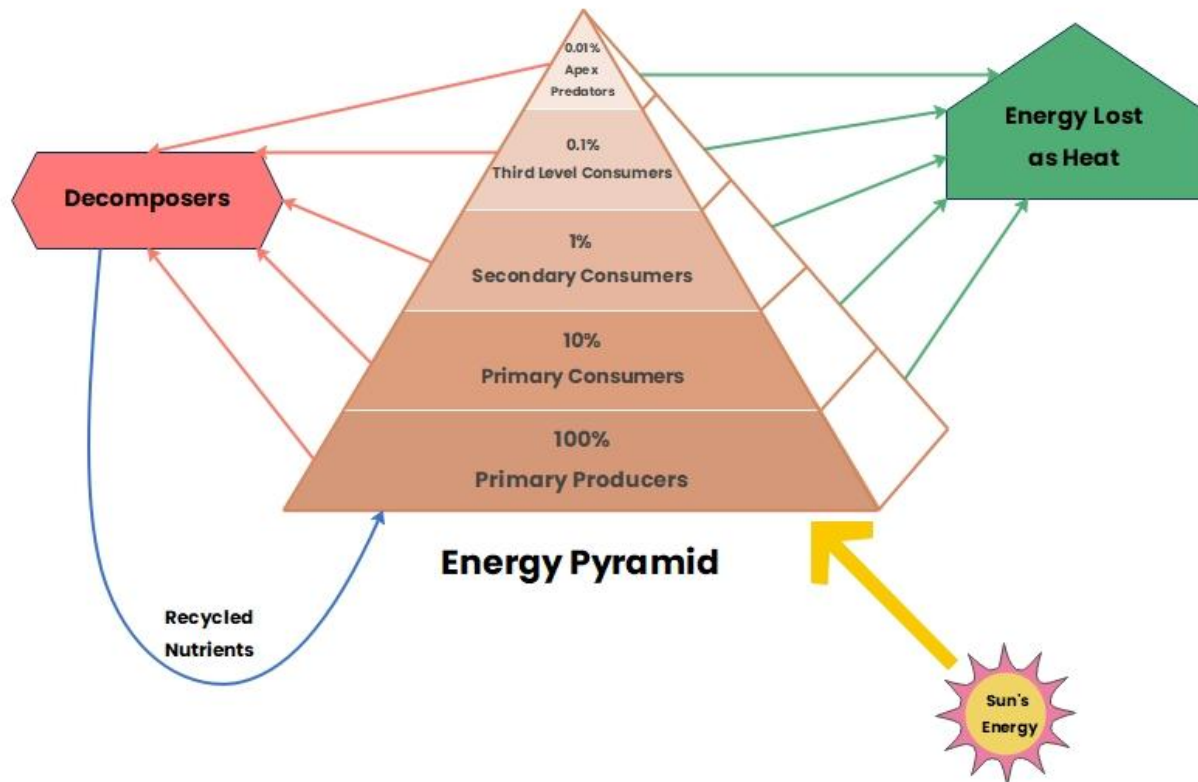 0.01%
Apex
Predators
0.1%
Third Level Consumers
1%
Secondary Consumers
10%
Primary Consumers
100%
Primary Producers
Decomposers
Energy Lost
as Heat
Energy Pyramid
Recycled
Nutrients
Sun's
Energy